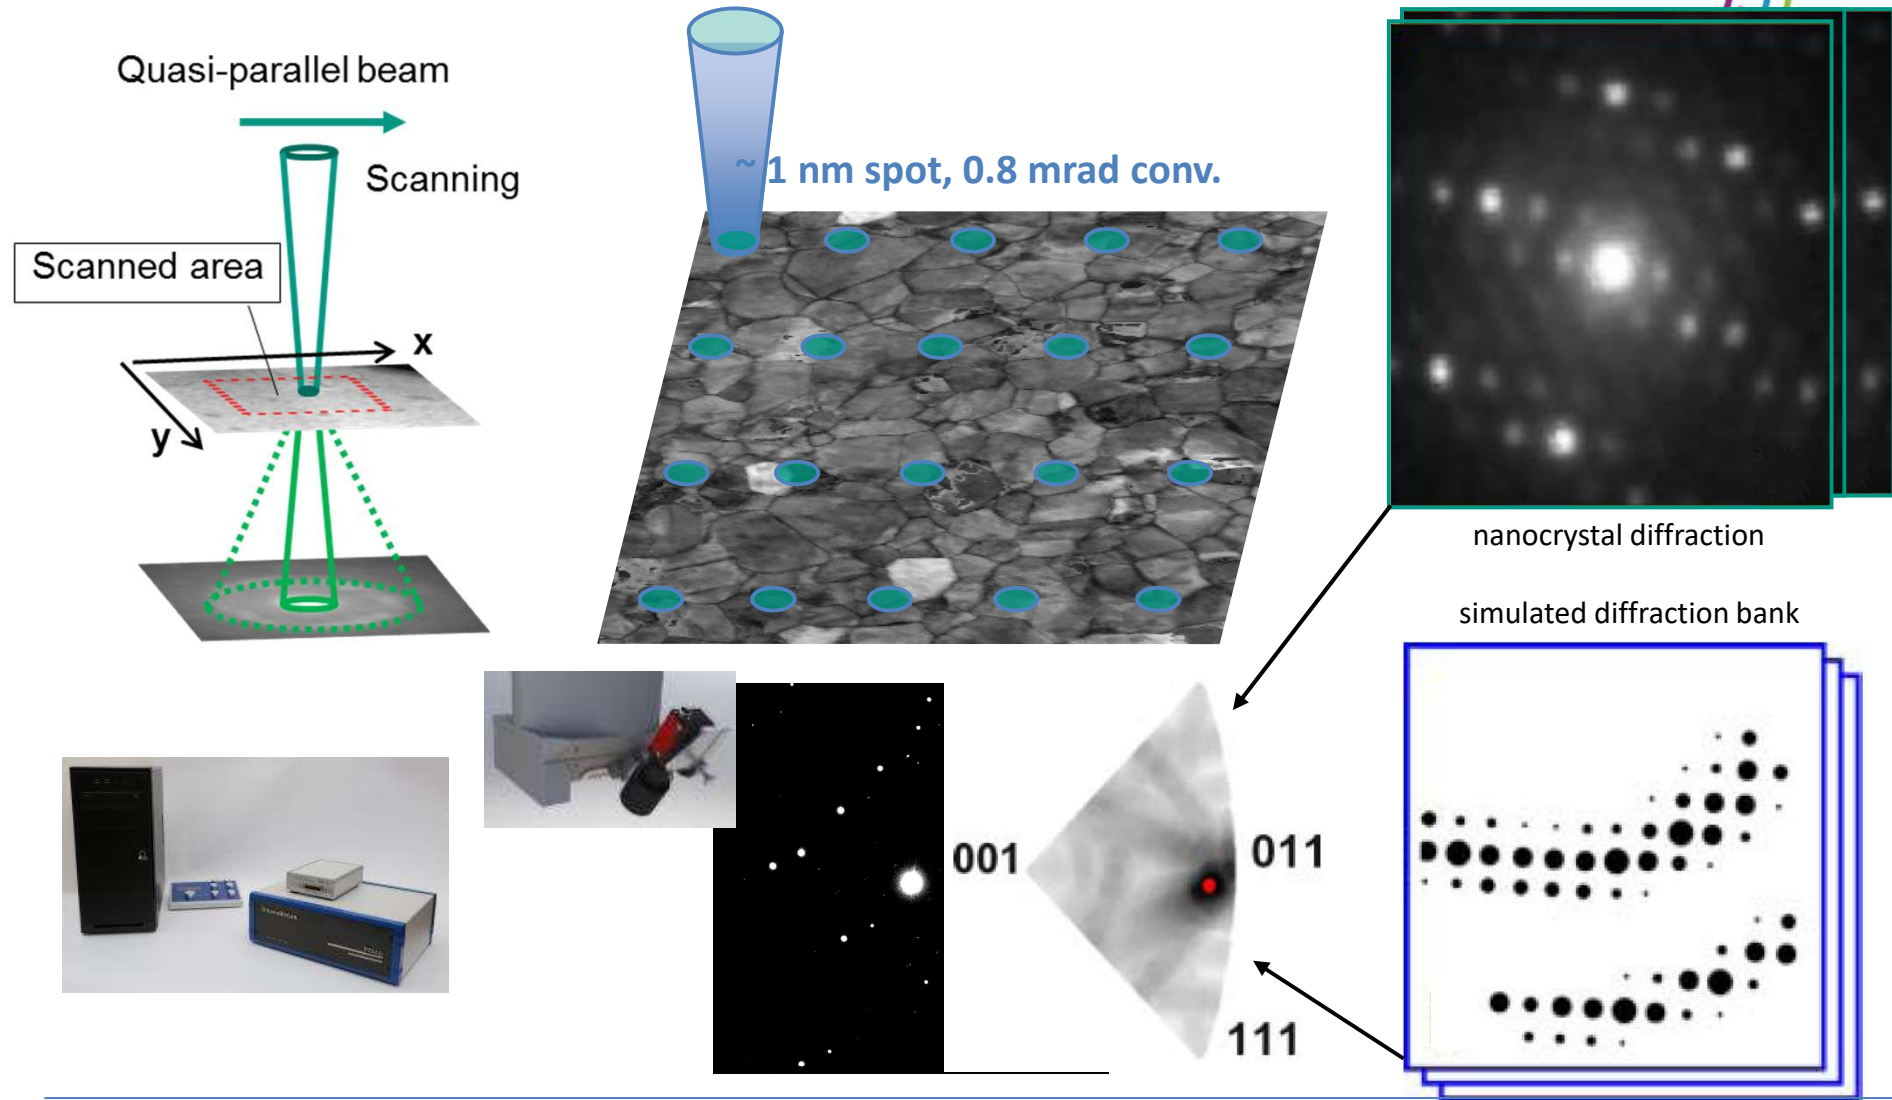 Quasi-parallel beam
Scanning
Scanned area
x
y
~ 1 nm spot, 0.8 mrad conv.
nanocrystal diffraction
simulated diffraction bank
001
011
111